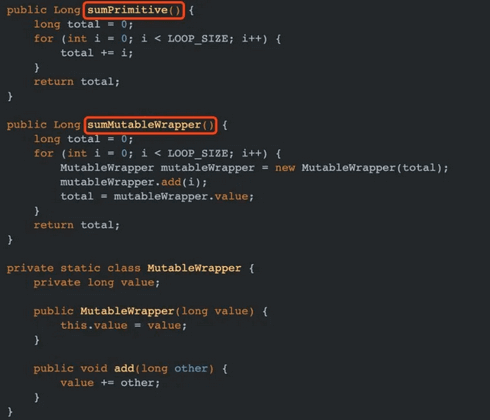 public Long sumPrimitive() {
    long total = 0;
    for (int i = 0; i < LOOP_SIZE; i++) {
        total += i;
    }
    return total;
}

public Long sumMutableWrapper() {
    long total = 0;
    for (int i = 0; i < LOOP_SIZE; i++) {
        MutableWrapper mutableWrapper = new MutableWrapper(total);
        mutableWrapper.add(i);
        total = mutableWrapper.value;
    }
    return total;
}

private static class MutableWrapper {
    private long value;

    public MutableWrapper(long value) {
        this.value = value;
    }

    public void add(long other) {
        value += other;
    }
}